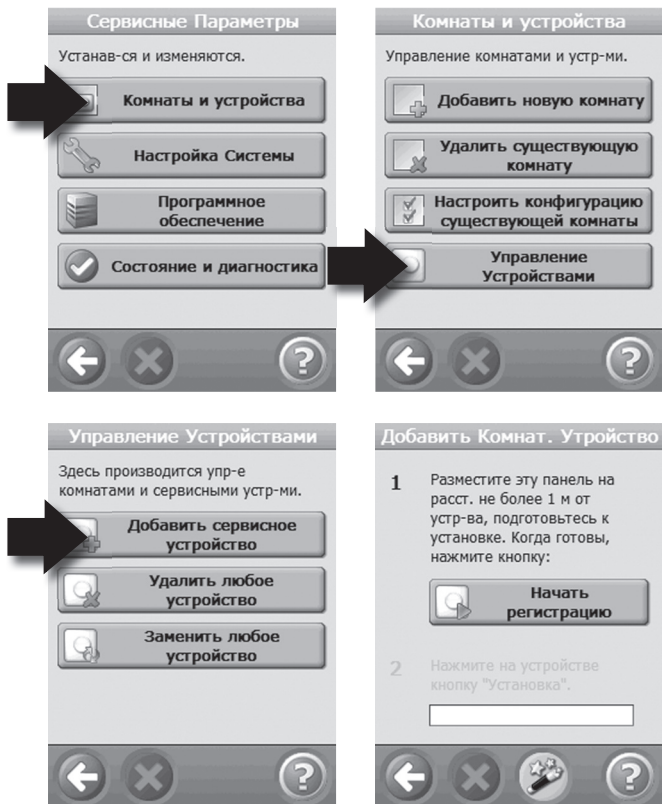 Сервисные Параметры
Устанав-ся и изменяются.
Комнаты и устройства
Настройка Системы
Программное
обеспечение
Состояние и диагностика
Комнаты и устройства
Управление комнатами и устр-ми.
Добавить новую комнату
Удалить существующую
комнату
Настроить конфигурацию
существующей комнаты
Управление
Устройствами
Управление Устройствами
Здесь производится упр-е
комнатами и сервисными устр-ми.
Добавить сервисное
устройство
Удалить любое
устройство
Заменить любое
устройство
Добавить Комнат. Утройство
1 Разместите эту панель на
расст. не более 1 м от
устр-ва, подготовьтесь к
установке. Когда готовы,
нажмите кнопку:
Начать
регистрацию
2 Нажмите на устройстве
кнопку "Установка".